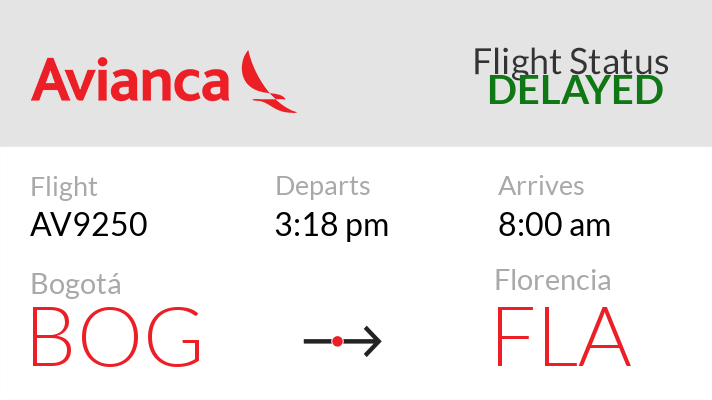 Avianca
Flight Status
DELAYED
Flight Departs Arrives
AV9250 3:18 pm 8:00 am
Bogotá Florencia
BOG FLA